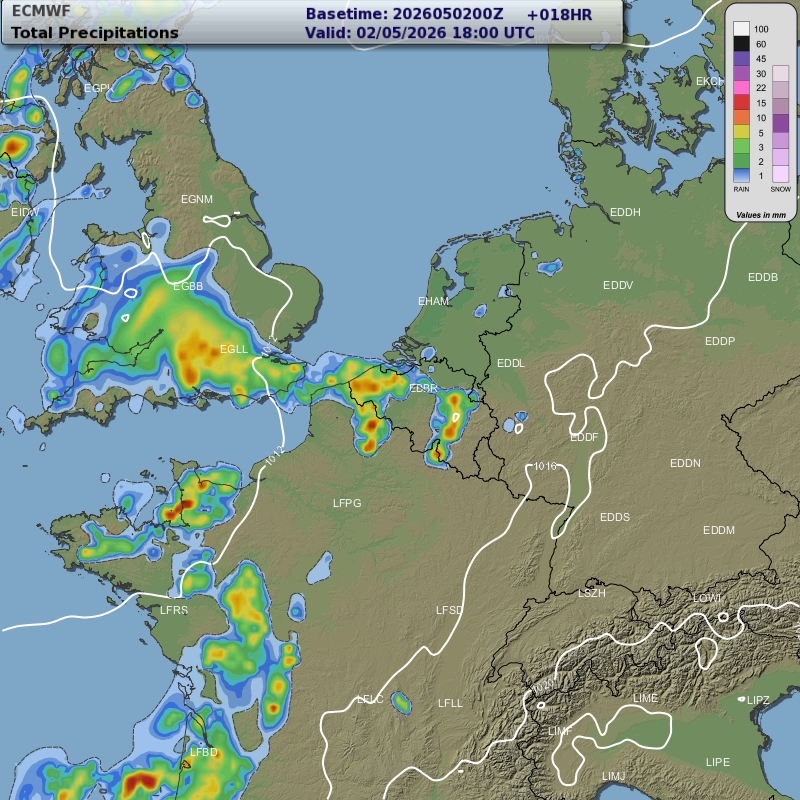 ECMWF
Basetime: 2026050200Z +018HR
Total Precipitations
Valid: 02/05/2026 18:00 UTC
100
60
45
30
22
15
10
5
3
2
1
RAIN
SNOW
Values in mm
EGPK
EKCH
EIDW
EGNM
EDDH
EGBB
EDDV
EDDB
EHAM
EGLL
EDDP
EDDL
EBBR
1012
EDDF
1012
1016
EDDN
LFPG
EDDS
EDDM
LSZH
LOWI
LFRS
LFSD
1020
LFLC
LFLL
LIME
LIPZ
LIMF
LFBD
LIPE
LIMJ